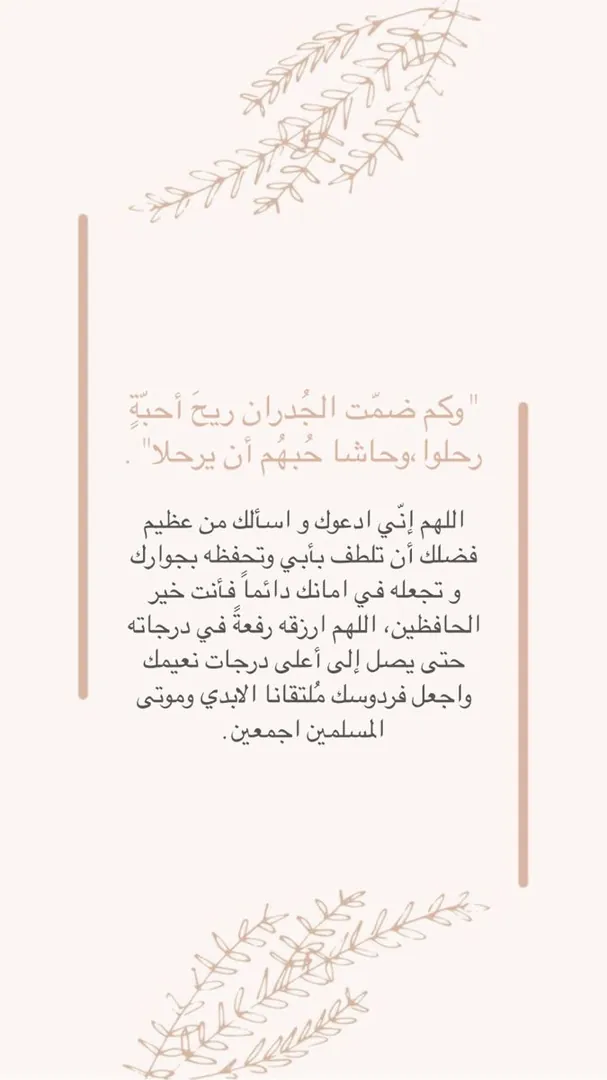 "وكم ضمّت الجُدران ريحَ أحبّةٍ
رحلوا،وحاشا حُبهُم أن يرحلا" .
اللهم إنّي ادعوك و اسألك من عظيم
فضلك أن تلطف بأبي وتحفظه بجوارك
و تجعله في امانك دائماً فأنت خير
الحافظين، اللهم ارزقه رفعةً في درجاته
حتى يصل إلى أعلى درجات نعيمك
واجعل فردوسك مُلتقانا الابدي وموتى
المسلمين اجمعين.